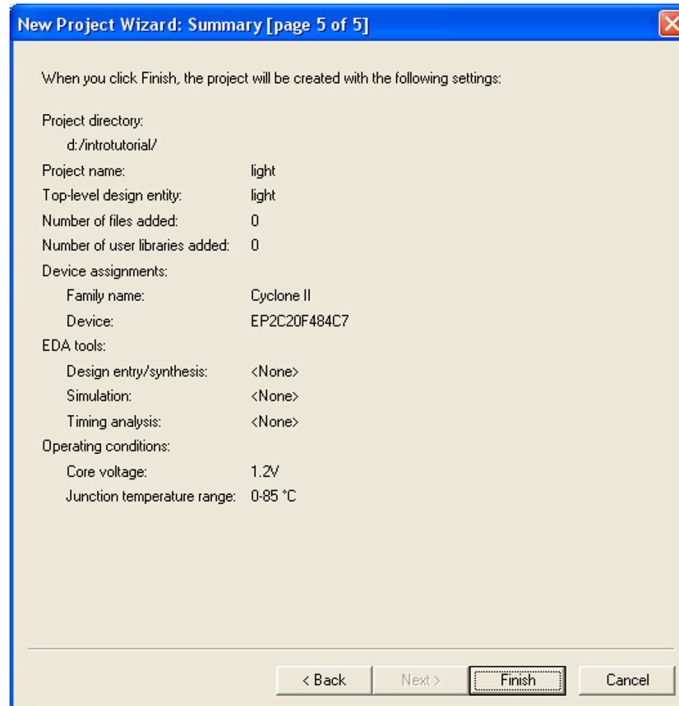 New Project Wizard: Summary [page 5 of 5]
When you click Finish, the project will be created with the following settings:
Project directory:
d:/introtutorial/
Project name: light
Top-level design entity: light
Number of files added: 0
Number of user libraries added: 0
Device assignments:
Family name: Cyclone II
Device: EP2C20F484C7
EDA tools:
Design entry/synthesis: <None>
Simulation: <None>
Timing analysis: <None>
Operating conditions:
Core voltage: 1.2V
Junction temperature range: 0-85 °C
< Back Next > Finish Cancel